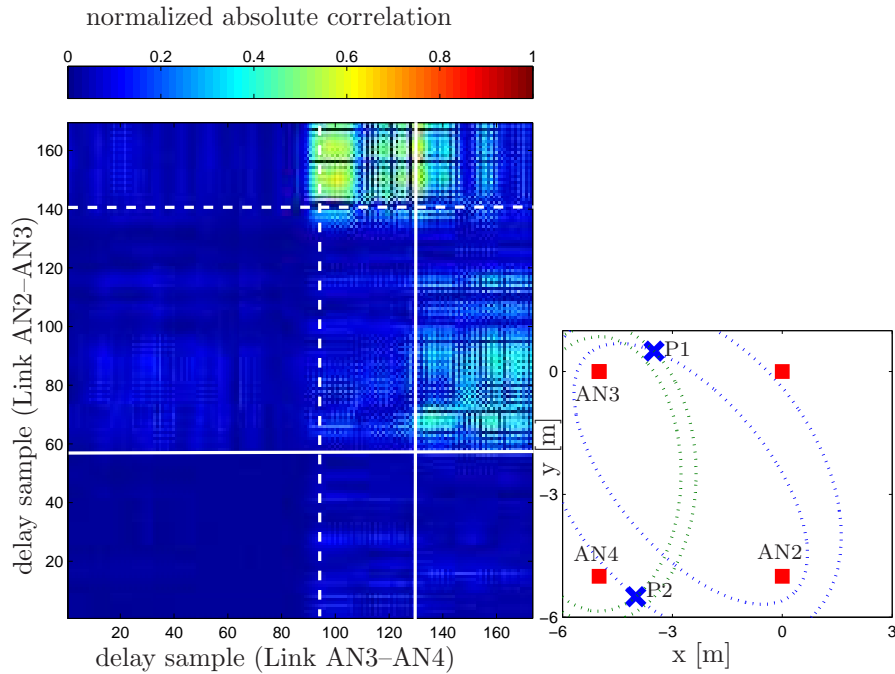 normalized absolute correlation
0 0.2 0.4 0.6 0.8 1
delay sample (Link AN2–AN3)
160
140
120
100
80
60
40
20
20 40 60 80 100 120 140 160
delay sample (Link AN3–AN4)
P1
AN3
AN4
AN2
P2
y [m]
0
−3
−6
−6 −3 0 3
x [m]